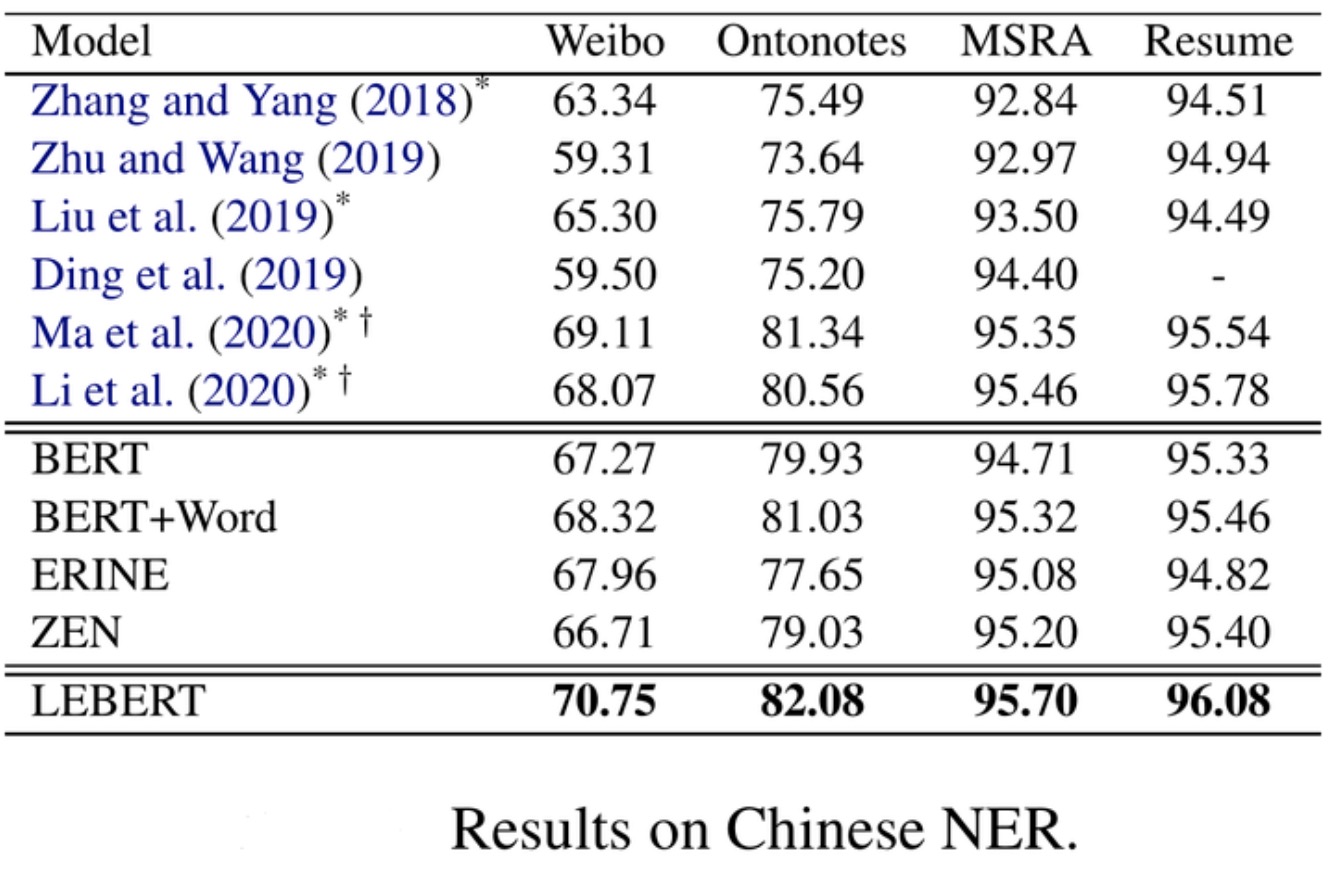 Model Weibo Ontonotes MSRA Resume
Zhang and Yang (2018)* 63.34 75.49 92.84 94.51
Zhu and Wang (2019) 59.31 73.64 92.97 94.94
Liu et al. (2019)* 65.30 75.79 93.50 94.49
Ding et al. (2019) 59.50 75.20 94.40 -
Ma et al. (2020)* † 69.11 81.34 95.35 95.54
Li et al. (2020)* † 68.07 80.56 95.46 95.78
BERT 67.27 79.93 94.71 95.33
BERT+Word 68.32 81.03 95.32 95.46
ERINE 67.96 77.65 95.08 94.82
ZEN 66.71 79.03 95.20 95.40
LEBERT 70.75 82.08 95.70 96.08
Results on Chinese NER.